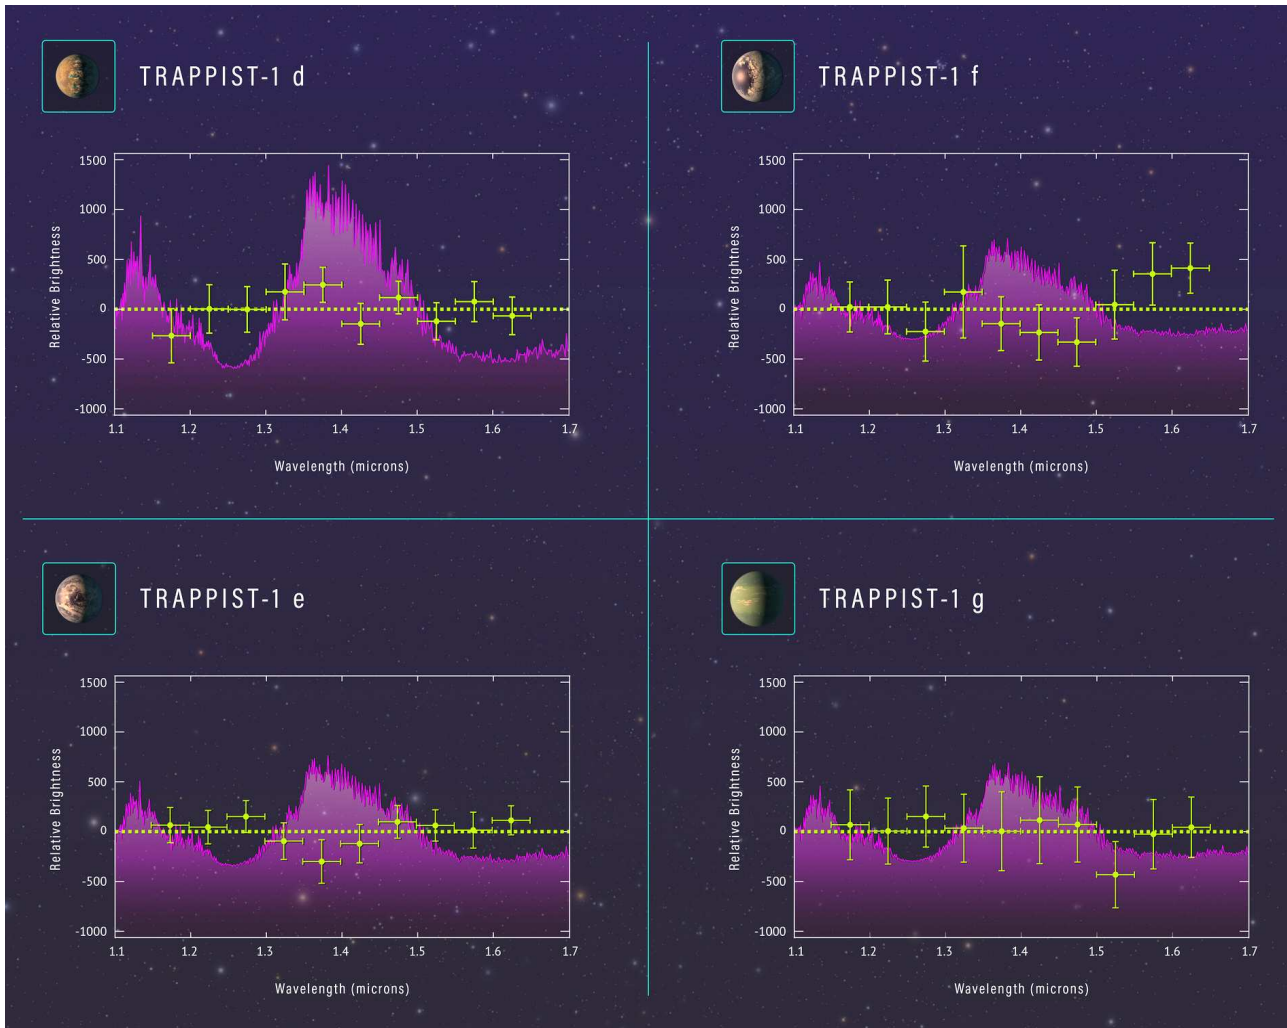 TRAPPIST-1 d
1500
1000
500
0
-500
-1000
Relative Brightness
1.1 1.2 1.3 1.4 1.5 1.6 1.7
Wavelength (microns)
TRAPPIST-1 f
1500
1000
500
0
-500
-1000
Relative Brightness
1.1 1.2 1.3 1.4 1.5 1.6 1.7
Wavelength (microns)
TRAPPIST-1 e
1500
1000
500
0
-500
-1000
Relative Brightness
1.1 1.2 1.3 1.4 1.5 1.6 1.7
Wavelength (microns)
TRAPPIST-1 g
1500
1000
500
0
-500
-1000
Relative Brightness
1.1 1.2 1.3 1.4 1.5 1.6 1.7
Wavelength (microns)